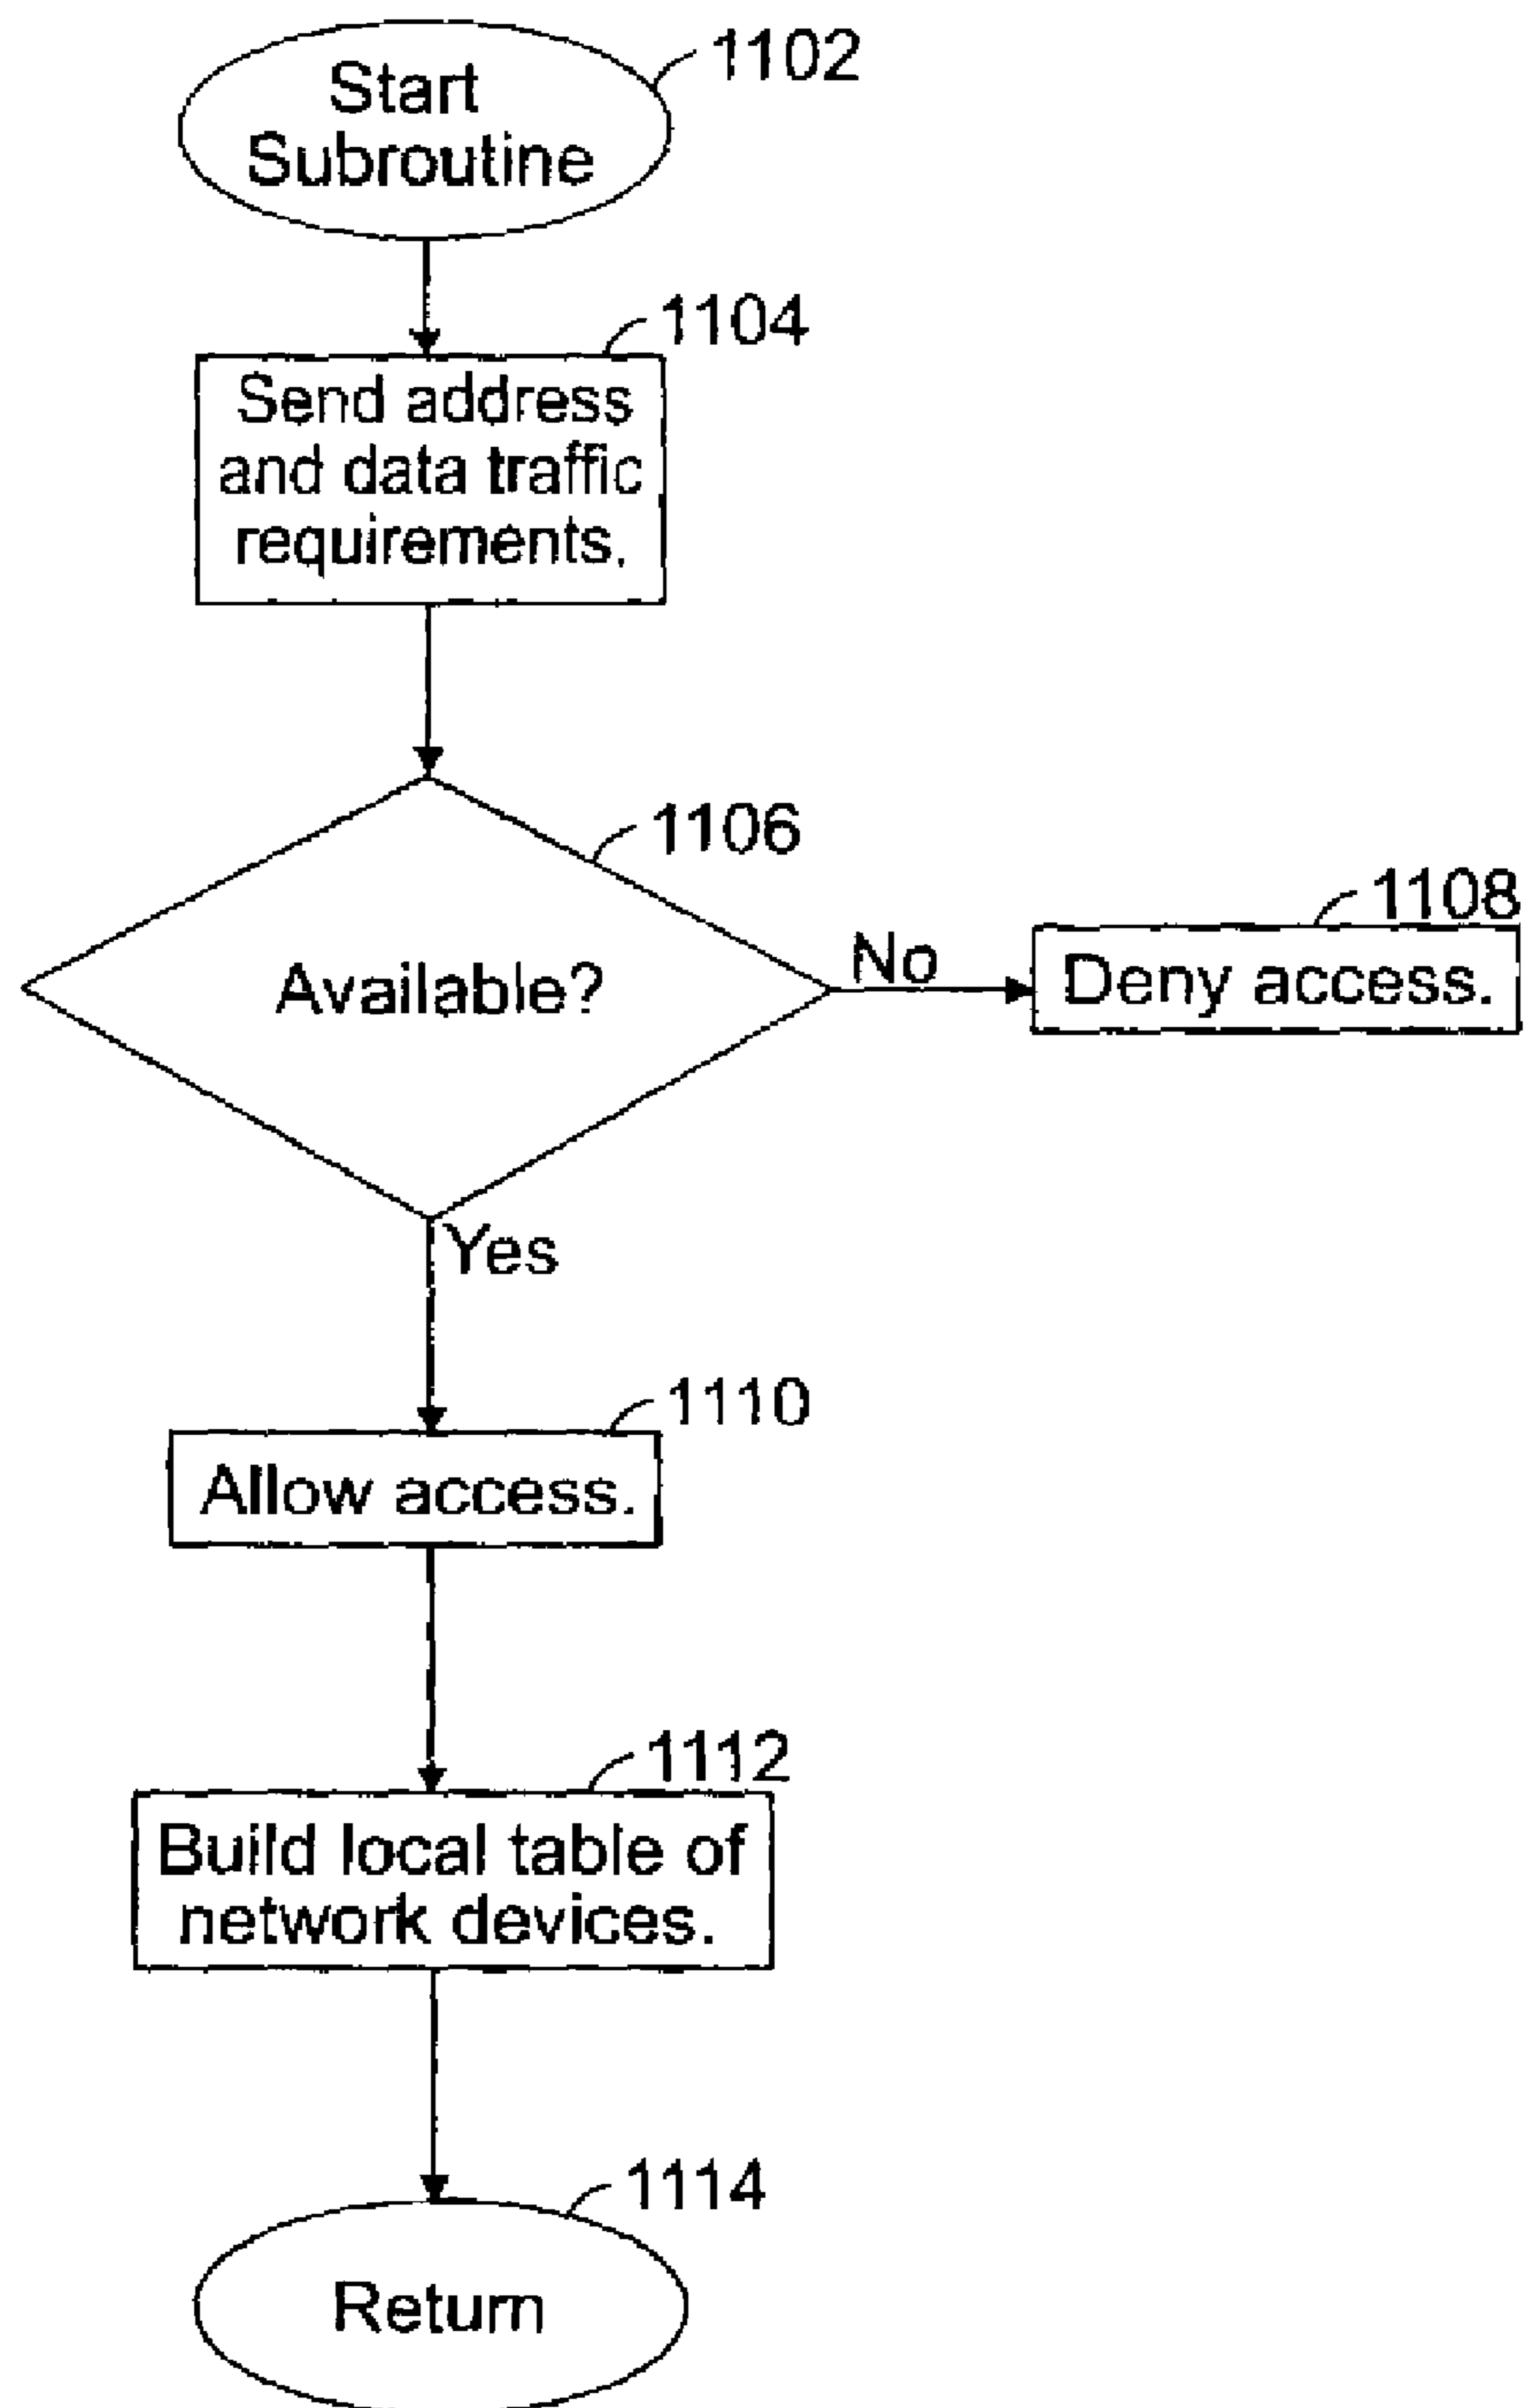 1102
Start
Subroutine
1104
Send address
and data traffic
requirements.
1106
Available?
No
1108
Deny access.
Yes
1110
Allow access.
1112
Build local table of
network devices.
1114
Return